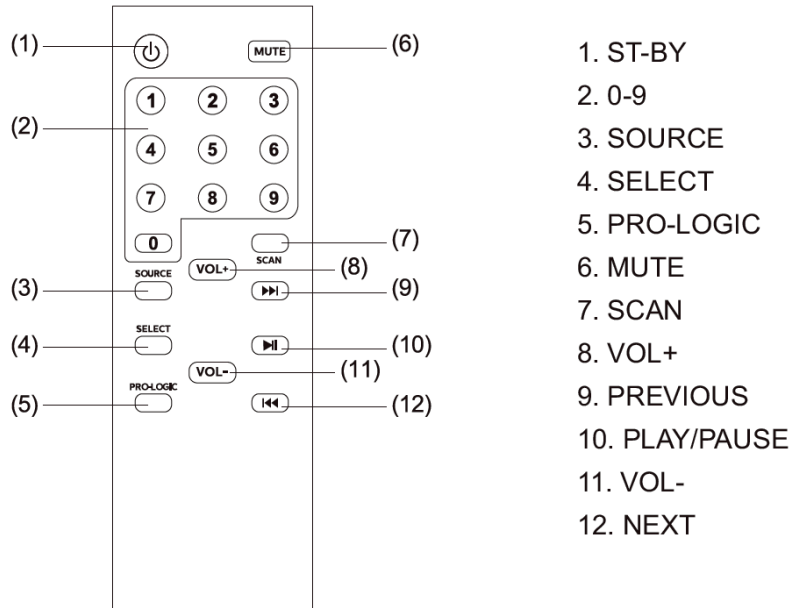 (1)
MUTE
(6)
(2)
1 2 3
4 5 6
7 8 9
0
(7)
SCAN
SOURCE
VOL+
(8)
(3)
(9)
SELECT
(4)
(10)
VOL-
(11)
PRO-LOGIC
(5)
(12)
1. ST-BY
2. 0-9
3. SOURCE
4. SELECT
5. PRO-LOGIC
6. MUTE
7. SCAN
8. VOL+
9. PREVIOUS
10. PLAY/PAUSE
11. VOL-
12. NEXT